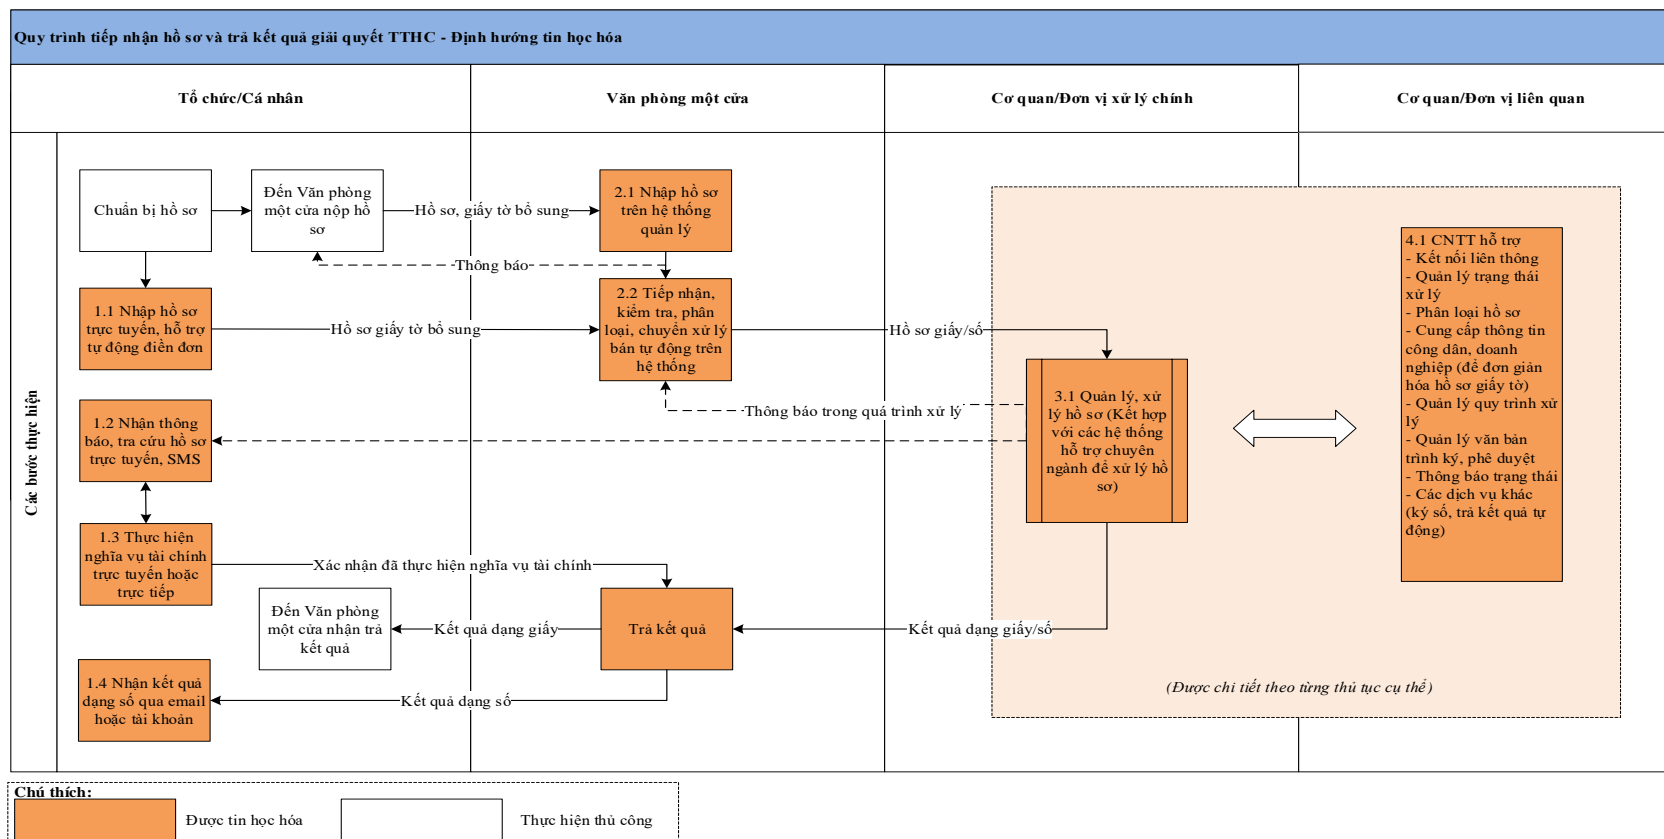 Quy trình tiếp nhận hồ sơ và trả kết quả giải quyết TTHC - Định hướng tin học hóa
Tổ chức/Cá nhân
Văn phòng một cửa
Cơ quan/Đơn vị xử lý chính
Cơ quan/Đơn vị liên quan
Các bước thực hiện
Chuẩn bị hồ sơ
Đến Văn phòng
một cửa nộp hồ
sơ
Hồ sơ, giấy tờ bổ sung
2.1 Nhập hồ sơ
trên hệ thống
quản lý
Thông báo
1.1 Nhập hồ sơ
trực tuyến, hỗ trợ
tự động điền đơn
Hồ sơ giấy tờ bổ sung
2.2 Tiếp nhận,
kiểm tra, phân
loại, chuyển xử lý
bán tự động trên
hệ thống
Hồ sơ giấy/số
3.1 Quản lý, xử
lý hồ sơ (Kết hợp
với các hệ thống
hỗ trợ chuyên
ngành để xử lý hồ
sơ)
4.1 CNTT hỗ trợ
- Kết nối liên thông
- Quản lý trạng thái
xử lý
- Phân loại hồ sơ
- Cung cấp thông tin
công dân, doanh
nghiệp (để đơn giản
hóa hồ sơ giấy tờ)
- Quản lý quy trình xử
lý
- Quản lý văn bản
trình ký, phê duyệt
- Thông báo trạng thái
- Các dịch vụ khác
(ký số, trả kết quả tự
động)
Thông báo trong quá trình xử lý
1.2 Nhận thông
báo, tra cứu hồ sơ
trực tuyến, SMS
1.3 Thực hiện
nghĩa vụ tài chính
trực tuyến hoặc
trực tiếp
Xác nhận đã thực hiện nghĩa vụ tài chính
Đến Văn phòng
một cửa nhận trả
kết quả
Kết quả dạng giấy
Trả kết quả
Kết quả dạng giấy/số
1.4 Nhận kết quả
dạng số qua email
hoặc tài khoản
Kết quả dạng số
(Được chi tiết theo từng thủ tục cụ thể)
Chú thích:
Được tin học hóa
Thực hiện thủ công